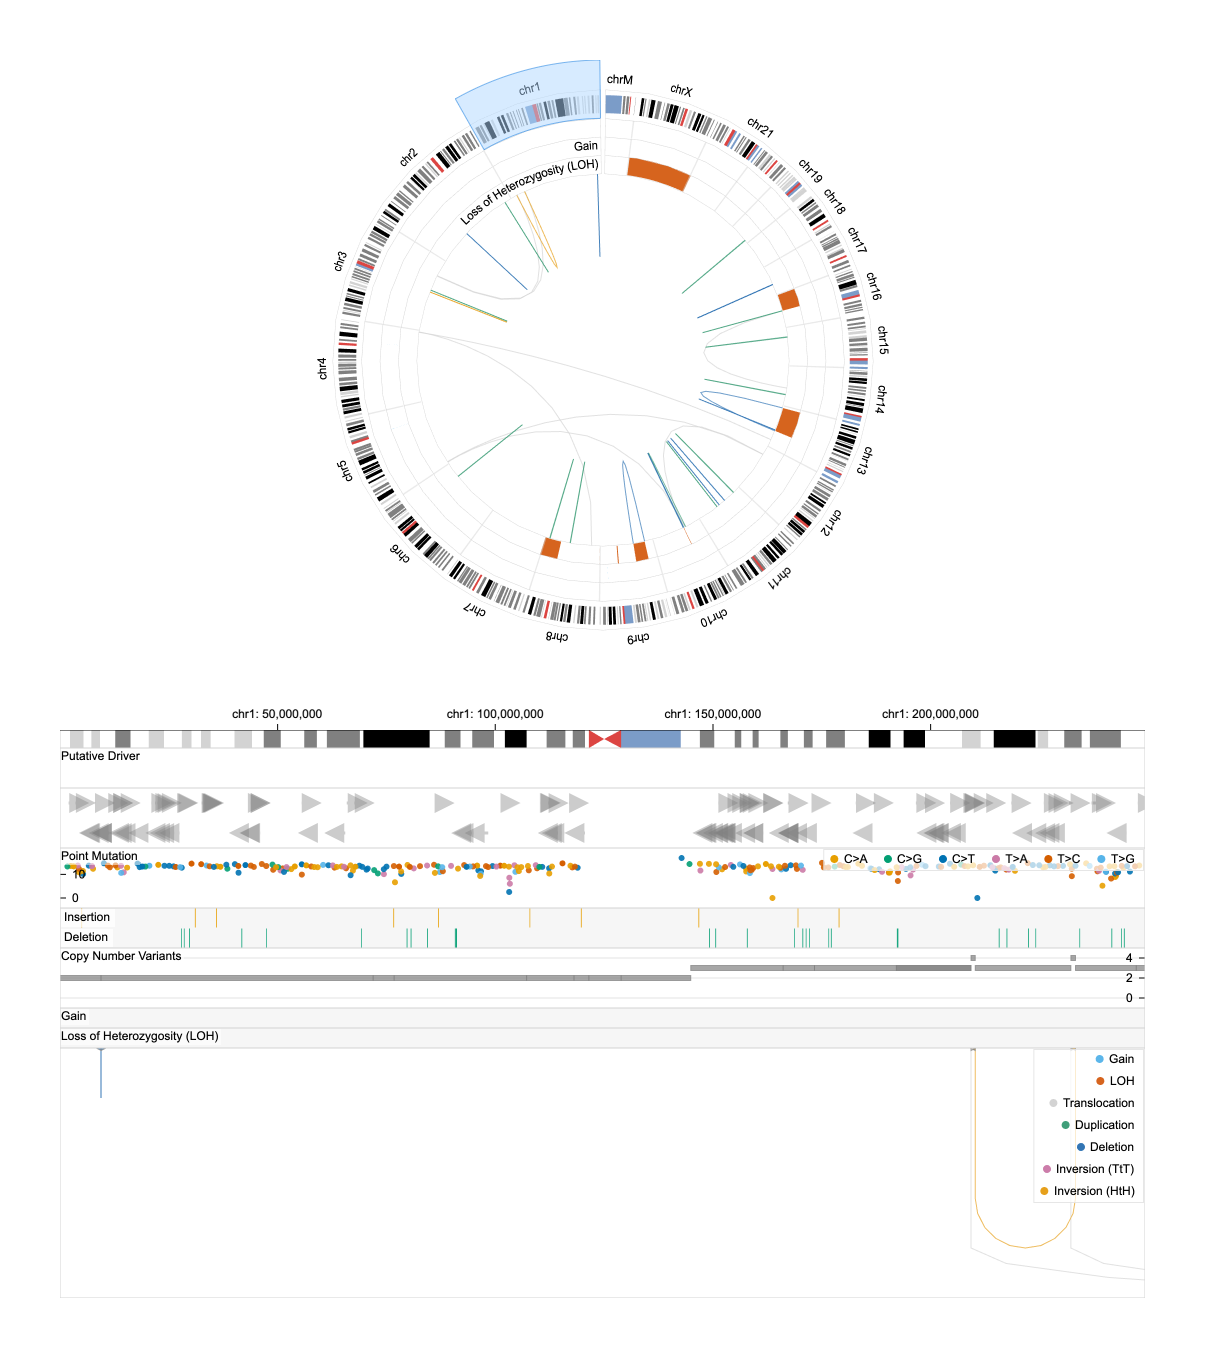 chrM
chrX
chr21
chr19
chr18
chr17
chr16
chr15
chr14
chr13
chr12
chr11
chr10
chr9
chr8
chr7
chr6
chr5
chr4
chr3
chr2
chr1
Gain
Loss of Heterozygosity (LOH)
chr1: 50,000,000 chr1: 100,000,000 chr1: 150,000,000 chr1: 200,000,000
Putative Driver
Point Mutation
C>A C>G C>T T>A T>C T>G
10
0
Insertion
Deletion
Copy Number Variants
4
2
0
Gain
Loss of Heterozygosity (LOH)
Gain
LOH
Translocation
Duplication
Deletion
Inversion (TtT)
Inversion (HtH)